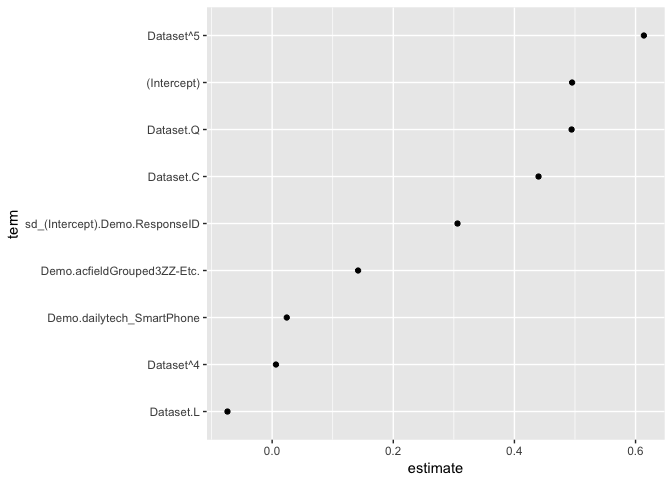 Dataset^5
(Intercept)
Dataset.Q
Dataset.C
sd_(Intercept).Demo.ResponseID
Demo.acfieldGrouped3ZZ-Etc.
Demo.dailytech_SmartPhone
Dataset^4
Dataset.L
term
0.0 0.2 0.4 0.6
estimate